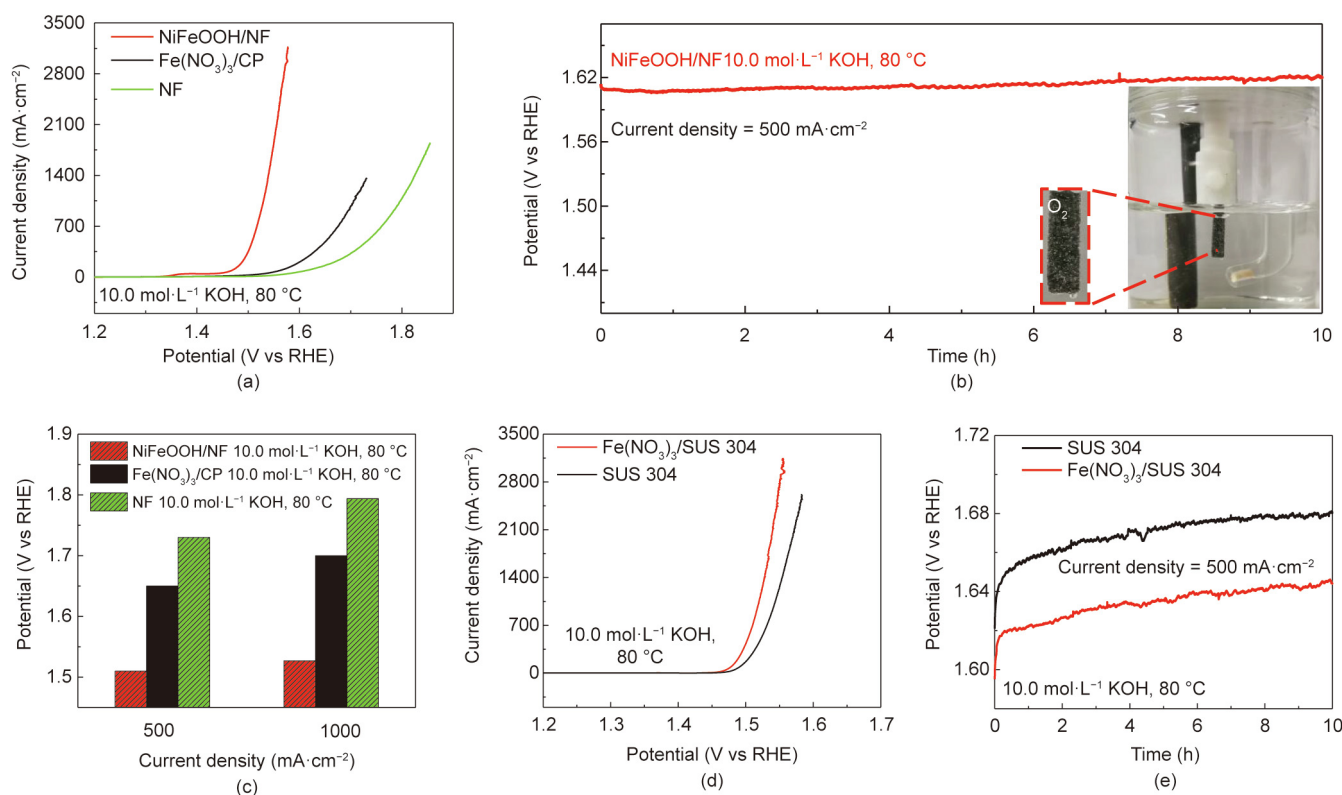 3500
2800
2100
1400
700
0
Current density (mA·cm⁻²)
NiFeOOH/NF
Fe(NO₃)₃/CP
NF
10.0 mol·L⁻¹ KOH, 80 °C
1.2 1.4 1.6 1.8
Potential (V vs RHE)
(a)
1.62
1.56
1.50
1.44
Potential (V vs RHE)
NiFeOOH/NF10.0 mol·L⁻¹ KOH, 80 °C
Current density = 500 mA·cm⁻²
O₂
0 2 4 6 8 10
Time (h)
(b)
1.9
1.8
1.7
1.6
1.5
Potential (V vs RHE)
NiFeOOH/NF 10.0 mol·L⁻¹ KOH, 80 °C
Fe(NO₃)₃/CP 10.0 mol·L⁻¹ KOH, 80 °C
NF 10.0 mol·L⁻¹ KOH, 80 °C
500 1000
Current density (mA·cm⁻²)
(c)
3500
2800
2100
1400
700
0
Current density (mA·cm⁻²)
Fe(NO₃)₃/SUS 304
SUS 304
10.0 mol·L⁻¹ KOH,
80 °C
1.2 1.3 1.4 1.5 1.6 1.7
Potential (V vs RHE)
(d)
1.72
1.68
1.64
1.60
Potential (V vs RHE)
SUS 304
Fe(NO₃)₃/SUS 304
Current density = 500 mA·cm⁻²
10.0 mol·L⁻¹ KOH, 80 °C
0 2 4 6 8 10
Time (h)
(e)